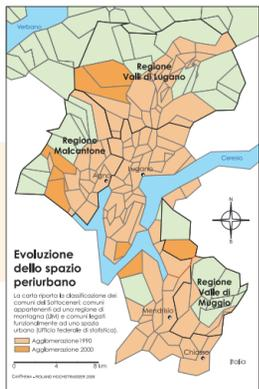 Verbano
Regione
Valli di Lugano
Regione
Malcantone
Agno
Lugano
Ceresio
N
S
Evoluzione
dello spazio
periurbano
La carta riporta la classificazione dei
comuni del Sottoceneri: comuni
appartenenti ad una regione di
montagna (LIM) e comuni legati
funzionalmente ad uno spazio
urbano (Ufficio federale di statistica).
Agglomerazione 1990
Agglomerazione 2000
0 4 8 km
Regione
Valle di
Muggio
Mendrisio
Chiasso
Italia